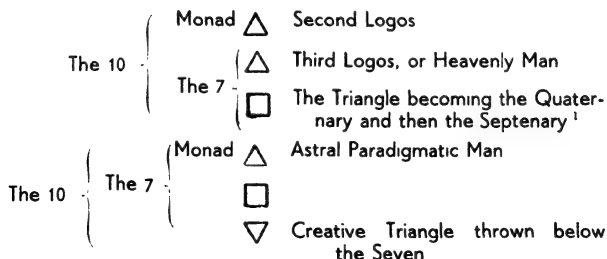 Monad △ Second Logos
The 10
△ Third Logos, or Heavenly Man
The 7
□ The Triangle becoming the Quater-
nary and then the Septenary ¹
Monad △ Astral Paradigmatic Man
The 10 The 7
□
▽ Creative Triangle thrown below
the Seven